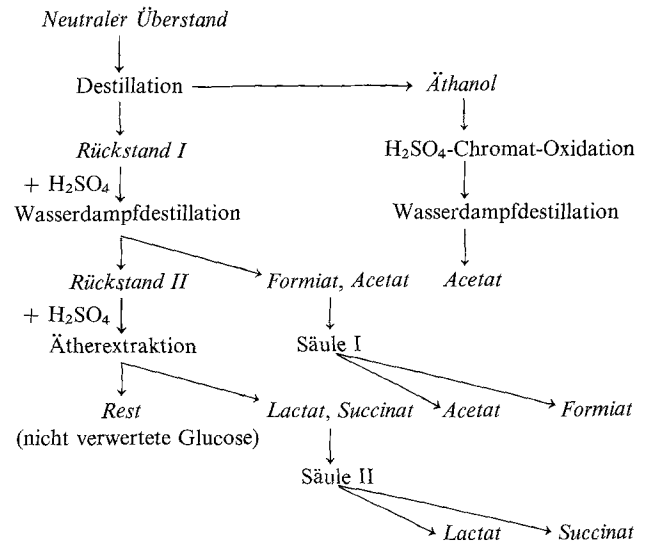 Neutraler Überstand
Destillation
Äthanol
Rückstand I
H₂SO₄-Chromat-Oxidation
+ H₂SO₄
Wasserdampfdestillation
Wasserdampfdestillation
Rückstand II
Formiat, Acetat
Acetat
+ H₂SO₄
Ätherextraktion
Säule I
Rest
Lactat, Succinat
Acetat
Formiat
(nicht verwertete Glucose)
Säule II
Lactat
Succinat